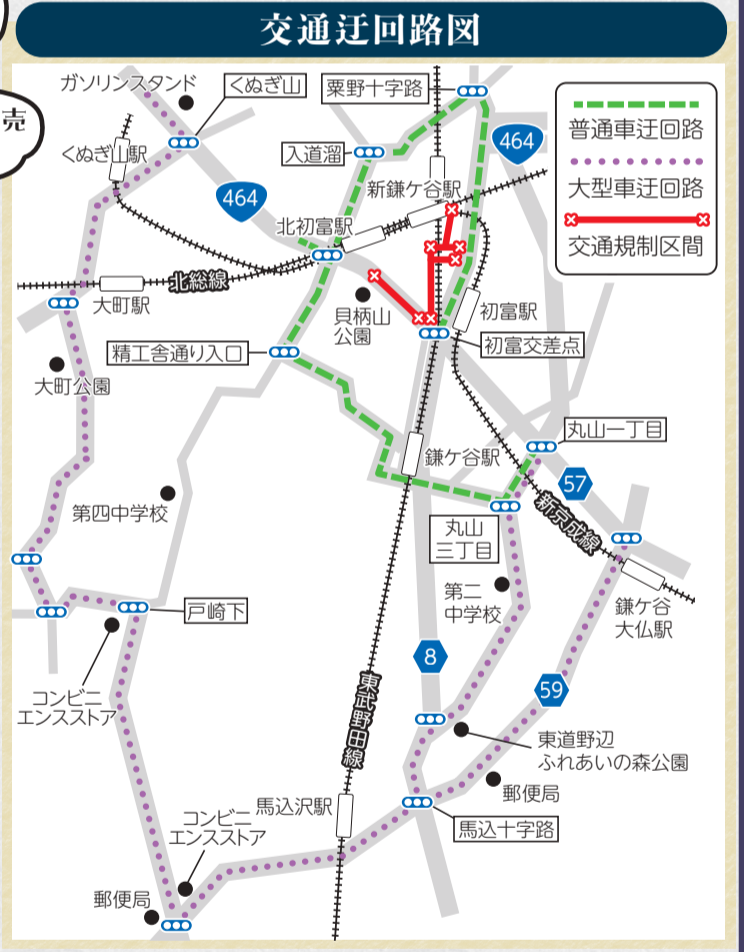 交通迂回路図
売
ガソリンスタンド
くぬぎ山
粟野十字路
くぬぎ山駅
入道溜
464
普通車迂回路
大型車迂回路
交通規制区間
464
新鎌ケ谷駅
北初富駅
北総線
大町駅
貝柄山
公園
初富駅
精工舎通り入口
初富交差点
大町公園
丸山一丁目
鎌ケ谷駅
57
新京成線
第四中学校
丸山
三丁目
第二
中学校
鎌ケ谷
大仏駅
戸崎下
8
59
コンビニ
エンスストア
東武野田線
東道野辺
ふれあいの森公園
郵便局
馬込沢駅
馬込十字路
コンビニ
エンスストア
郵便局